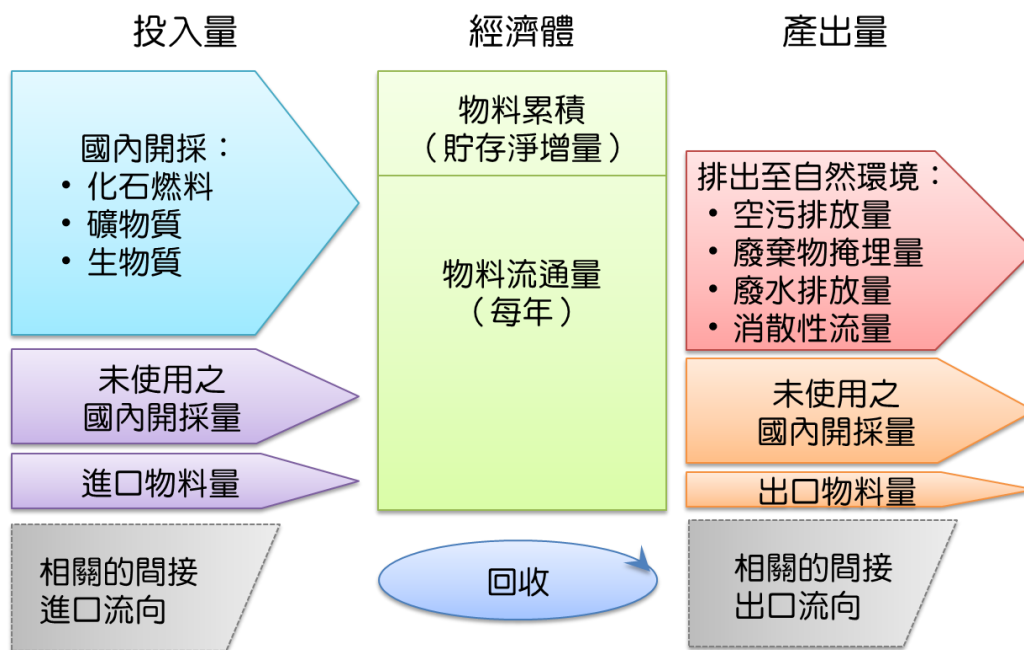 投入量
經濟體
產出量
國內開採：
• 化石燃料
• 礦物質
• 生物質
未使用之
國內開採量
進口物料量
相關的間接
進口流向
物料累積
（貯存淨增量）
物料流通量
（每年）
回收
排出至自然環境：
• 空污排放量
• 廢棄物掩埋量
• 廢水排放量
• 消散性流量
未使用之
國內開採量
出口物料量
相關的間接
出口流向